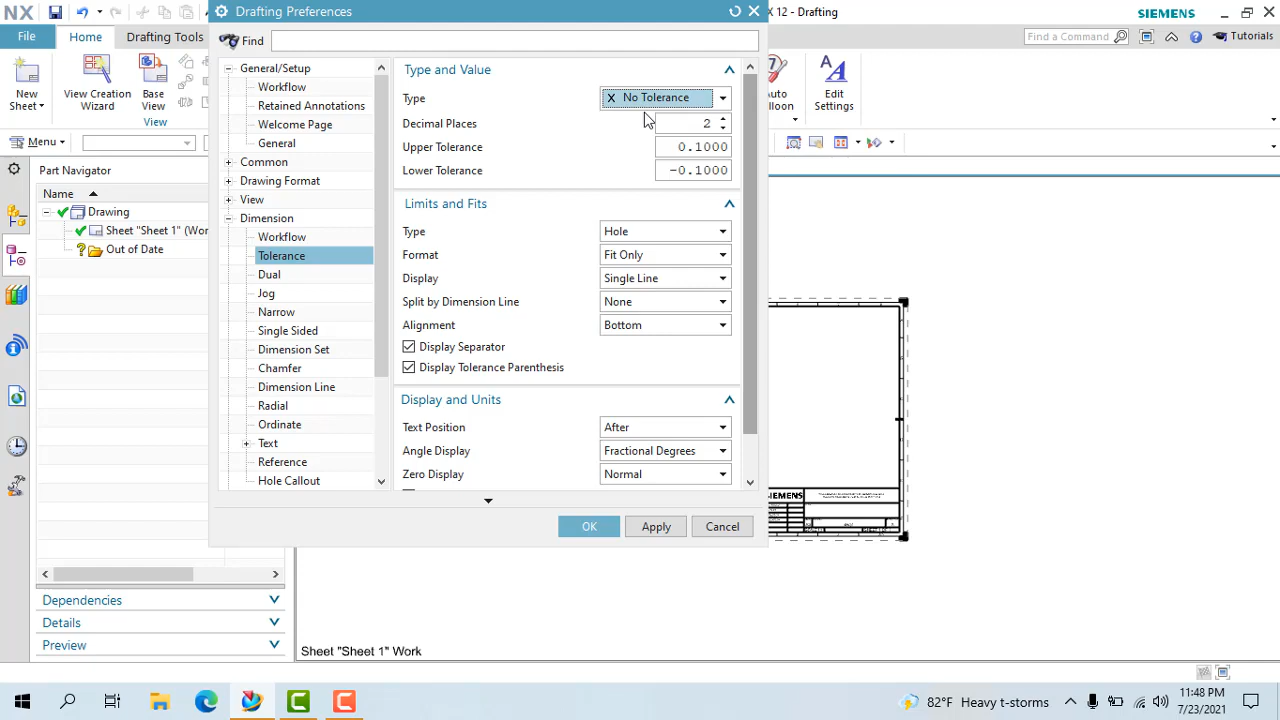 NX
Drafting Preferences
X 12 - Drafting
SIEMENS
File
Home
Drafting Tools
Find
Find a Command
Tutorials
New
Sheet
View Creation
Wizard
Base
View
View
Auto
Balloon
Edit
Settings
Menu
Part Navigator
Name
Drawing
Sheet "Sheet 1" (Wor
Out of Date
General/Setup
Workflow
Retained Annotations
Welcome Page
General
Common
Drawing Format
View
Dimension
Workflow
Tolerance
Dual
Jog
Narrow
Single Sided
Dimension Set
Chamfer
Dimension Line
Radial
Ordinate
Text
Reference
Hole Callout
Type and Value
Type
X No Tolerance
Decimal Places
2
Upper Tolerance
0.1000
Lower Tolerance
-0.1000
Limits and Fits
Type
Hole
Format
Fit Only
Display
Single Line
Split by Dimension Line
None
Alignment
Bottom
Display Separator
Display Tolerance Parenthesis
Display and Units
Text Position
After
Angle Display
Fractional Degrees
Zero Display
Normal
OK
Apply
Cancel
SIEMENS
Dependencies
Details
Preview
Sheet "Sheet 1" Work
82°F Heavy t-storms
11:48 PM
7/23/2021